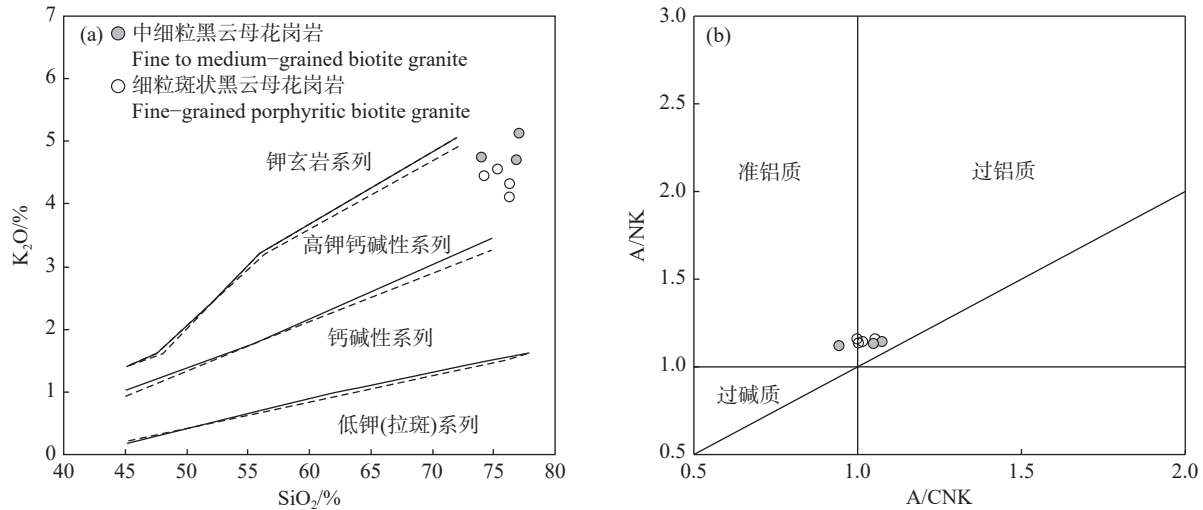 (a)
中细粒黑云母花岗岩
Fine to medium−grained biotite granite
细粒斑状黑云母花岗岩
Fine−grained porphyritic biotite granite
钾玄岩系列
高钾钙碱性系列
钙碱性系列
低钾(拉斑)系列
K₂O/%
7
6
5
4
3
2
1
0
40
45
50
55
60
65
70
75
80
SiO₂/%
(b)
准铝质
过铝质
过碱质
A/NK
3.0
2.5
2.0
1.5
1.0
0.5
0.5
1.0
1.5
2.0
A/CNK